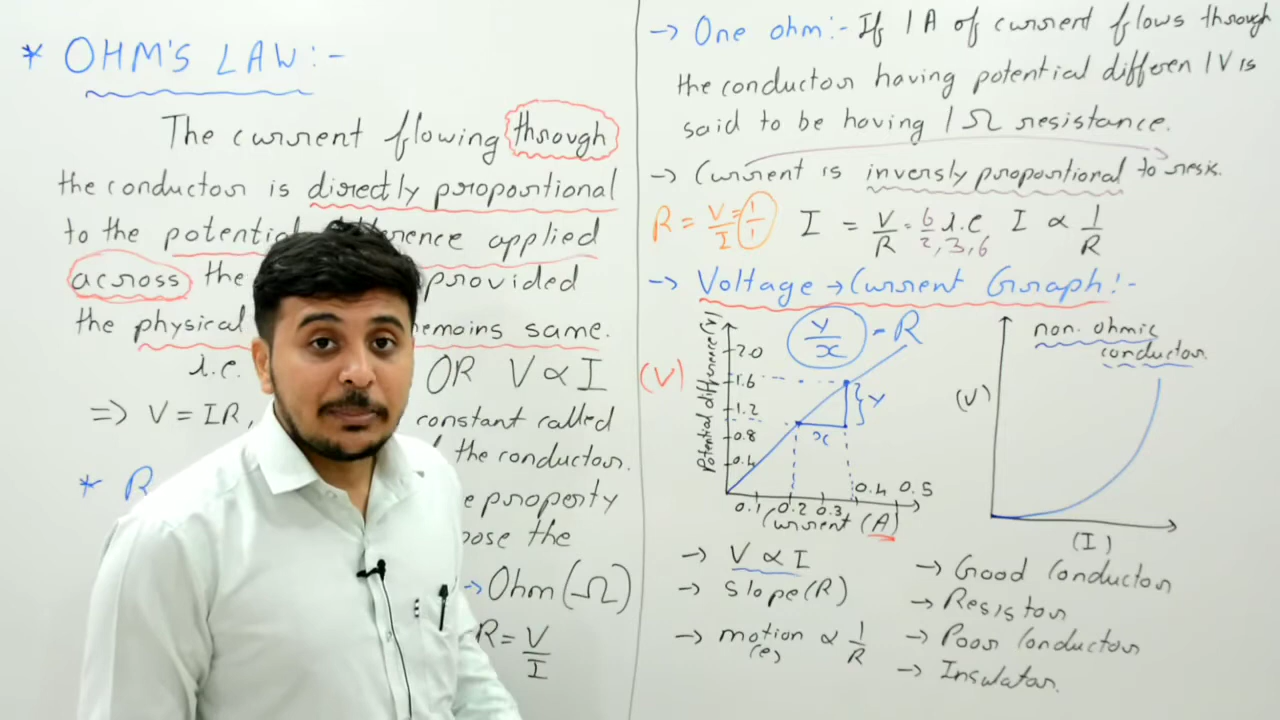 * OHM'S LAW:-
The current flowing through
the conductor is directly proportional
to the potential difference applied
across the provided
the physical remains same.
i.e. OR V ∝ I
=> V = IR, constant called
the conductor.
* R
property
the
→ Ohm (Ω)
R = V/I
→ One ohm:- If 1A of current flows through
the conductor having potential differen 1V is
said to be having 1Ω resistance.
→ Current is inversly proportional to resis.
R = V/I = 1/1 I = V/R = 6/2,3,6 i.e I ∝ 1/R
→ Voltage → Current Graph:-
(V)
Potential difference (V)
2.0
1.6
1.2
0.8
0.4
y/x = R
y
x
0.1 0.2 0.3 0.4 0.5
Current (A)
non. ohmic
conductor.
(V)
(I)
→ V ∝ I
→ Slope (R)
→ motion ∝ 1/R
(e)
→ Good Conductor
→ Resistor
→ Poor Conductor
→ Insulator.